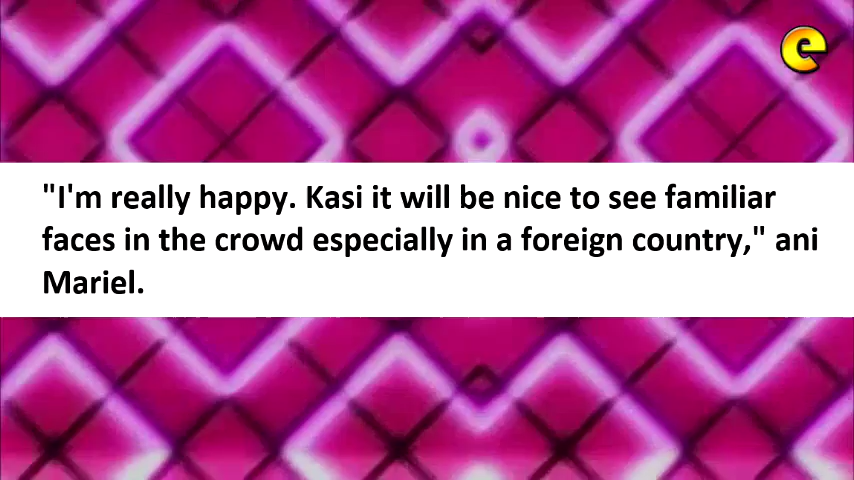 e
"I'm really happy. Kasi it will be nice to see familiar
faces in the crowd especially in a foreign country," ani
Mariel.